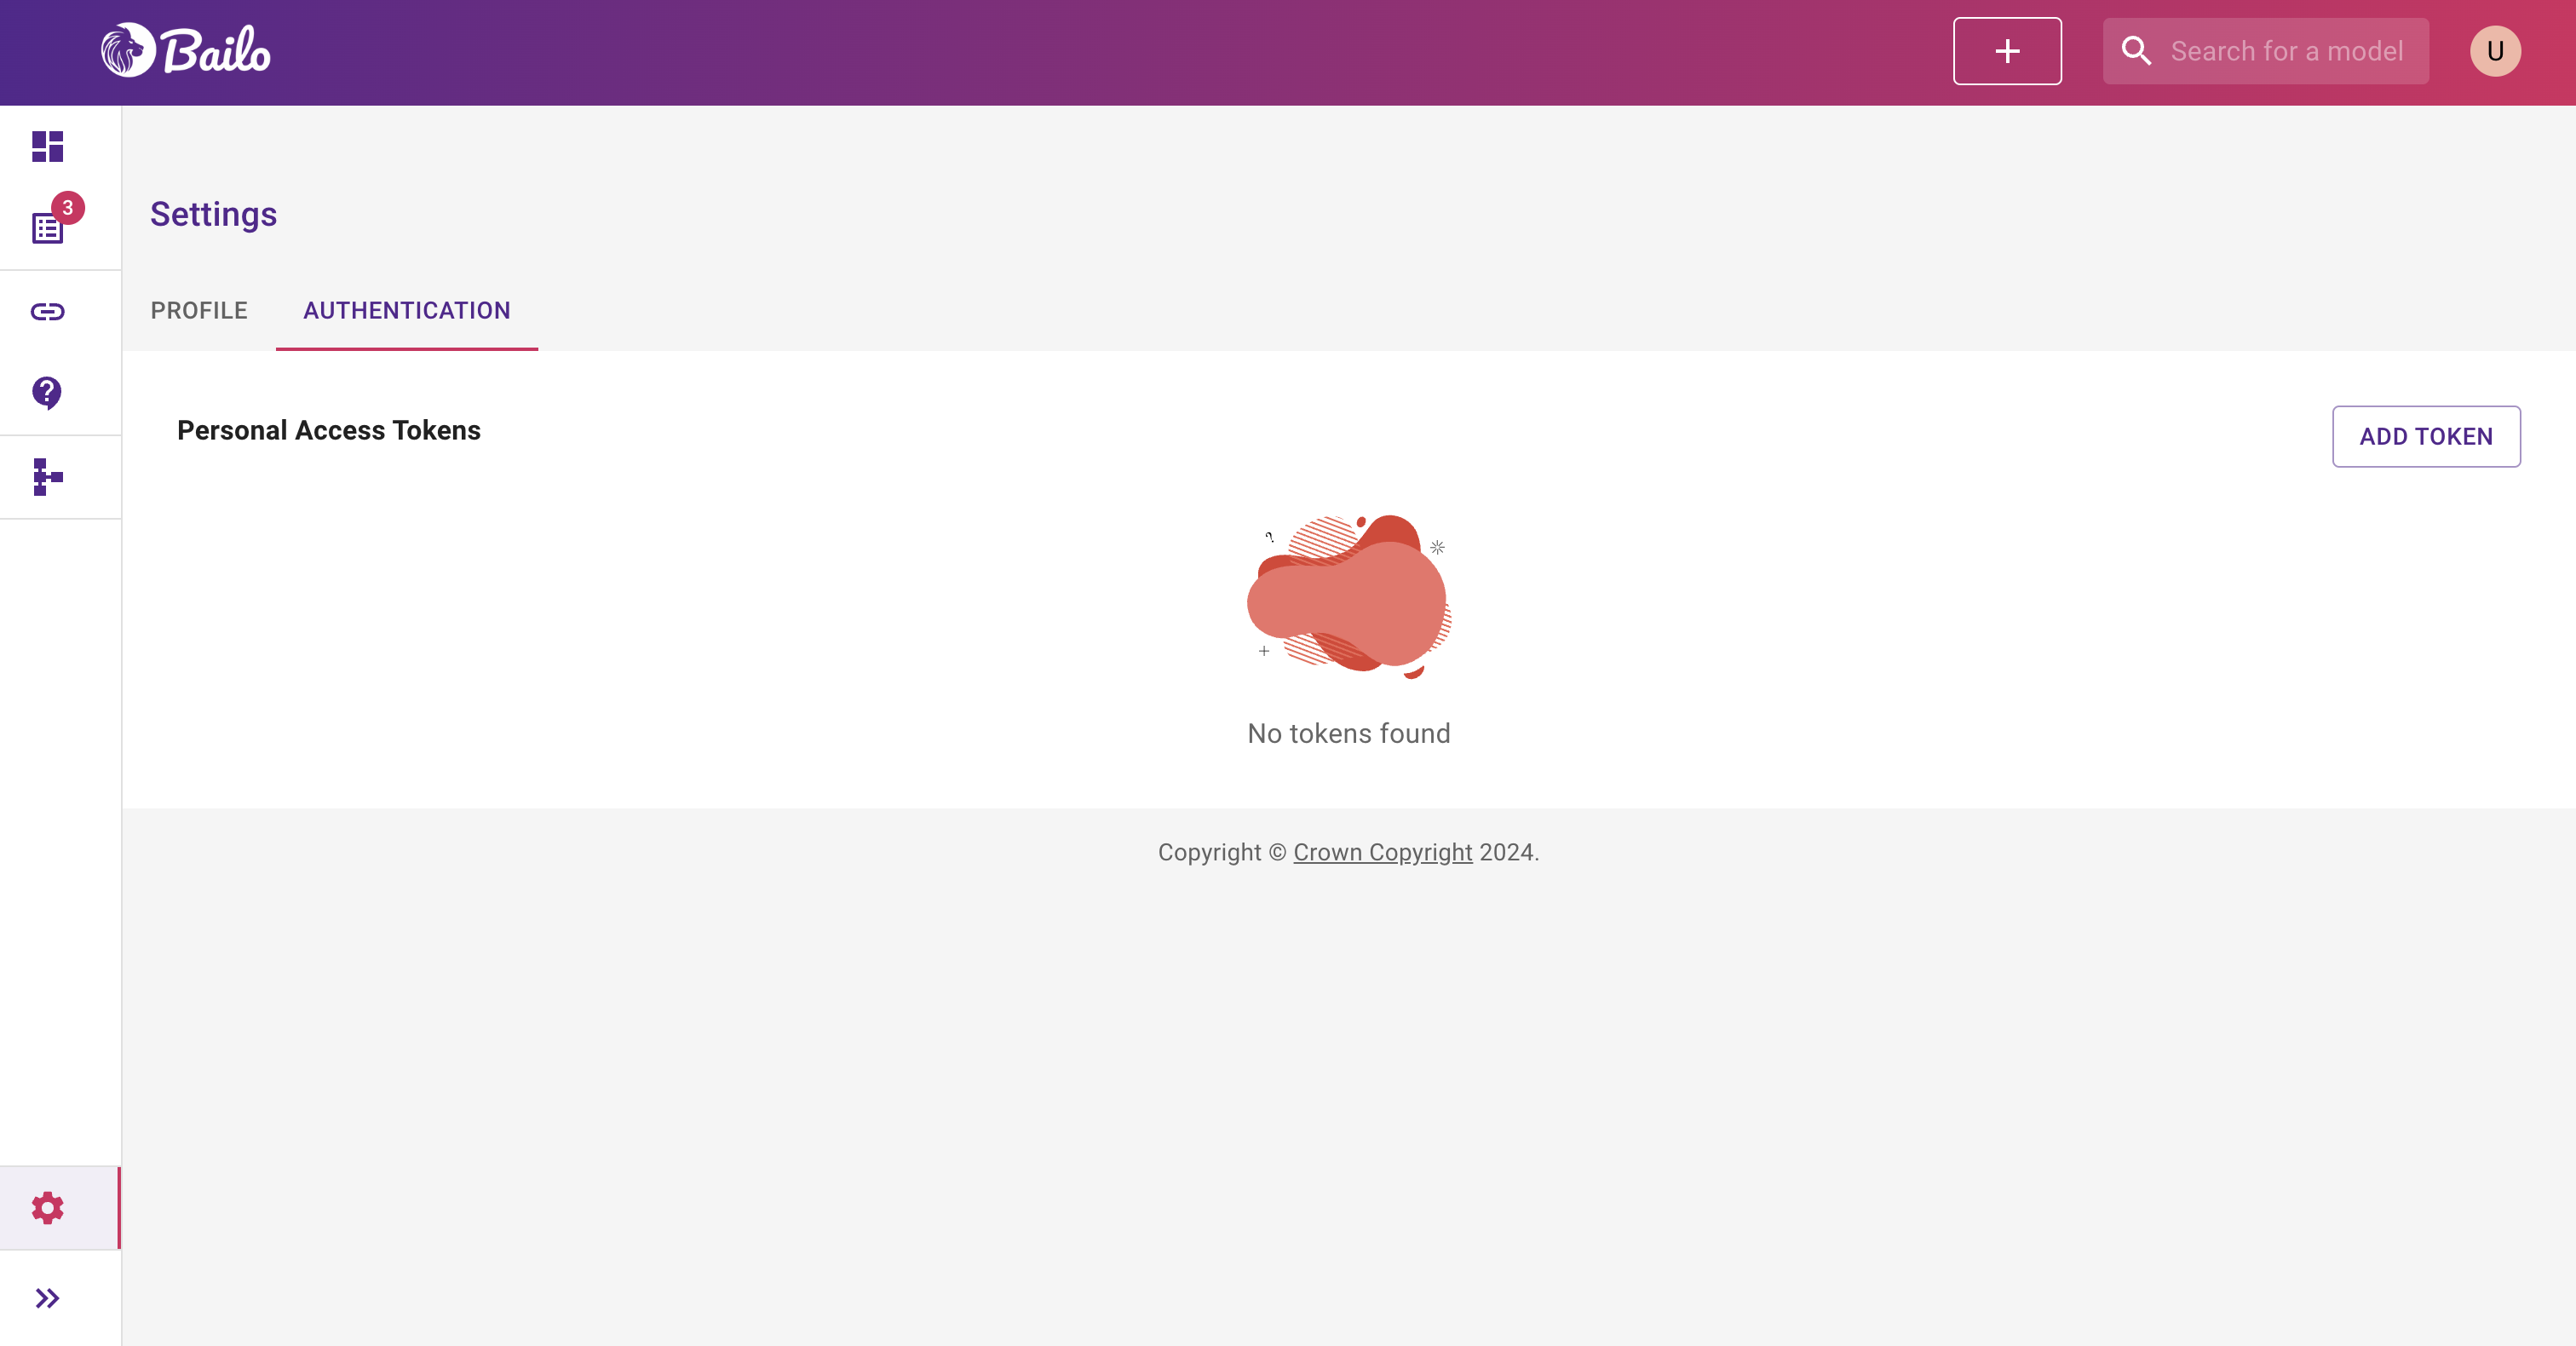 Bailo
+
Search for a model
U
3
Settings
PROFILE
AUTHENTICATION
Personal Access Tokens
ADD TOKEN
No tokens found
Copyright © Crown Copyright 2024.